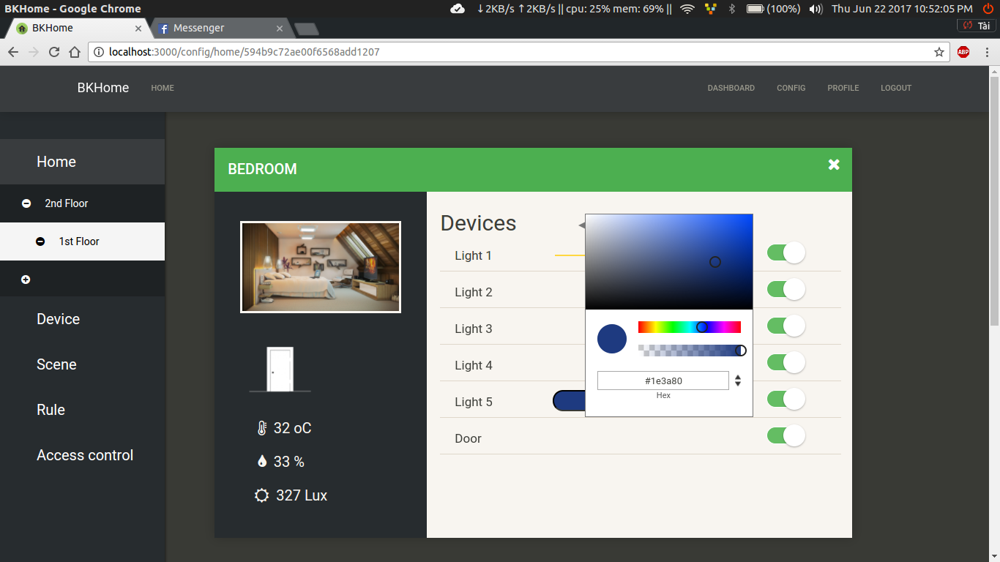 BKHome - Google Chrome
↓2KB/s ↑2KB/s || cpu: 25% mem: 69% ||
(100%)
Thu Jun 22 2017 10:52:05 PM
BKHome
Messenger
Tài
localhost:3000/config/home/594b9c72ae00f6568add1207
ABP
BKHome
HOME
DASHBOARD
CONFIG
PROFILE
LOGOUT
Home
2nd Floor
1st Floor
Device
Scene
Rule
Access control
BEDROOM
32 oC
33 %
327 Lux
Devices
Light 1
Light 2
Light 3
Light 4
Light 5
Door
#1e3a80
Hex